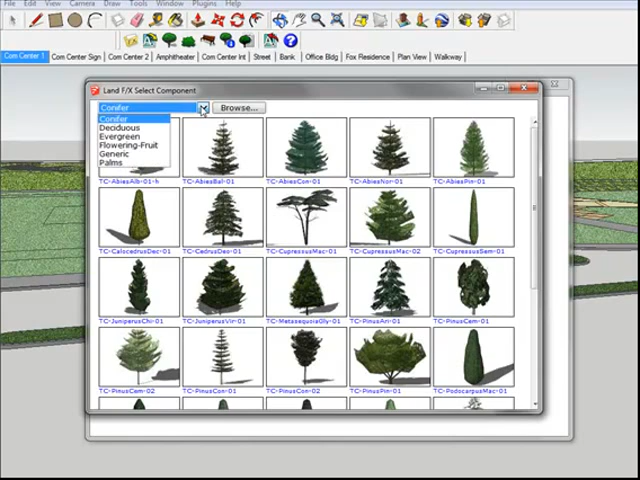 File Edit View Camera Draw Tools Window Plugins Help
Com Center 1 Com Center Sign Com Center 2 Amphitheater Com Center Int Street Bank Office Bldg Fox Residence Plan View Walkway
Land F/X Select Component
Conifer Browse...
Conifer
Deciduous
Evergreen
Flowering-Fruit
Generic
Palms
TC-AbiesAlb-01-h TC-AbiesBal-01 TC-AbiesCon-01 TC-AbiesNor-01 TC-AbiesPin-01
TC-CalocedrusDec-01 TC-CedrusDeo-01 TC-CupressusMac-01 TC-CupressusMac-02 TC-CupressusSem-01
TC-JuniperusChi-01 TC-JuniperusVir-01 TC-MetasequoiaGly-01 TC-PinusAri-01 TC-PinusCem-01
TC-PinusCem-02 TC-PinusCon-01 TC-PinusCon-02 TC-PinusPin-01 TC-PodocarpusMac-01